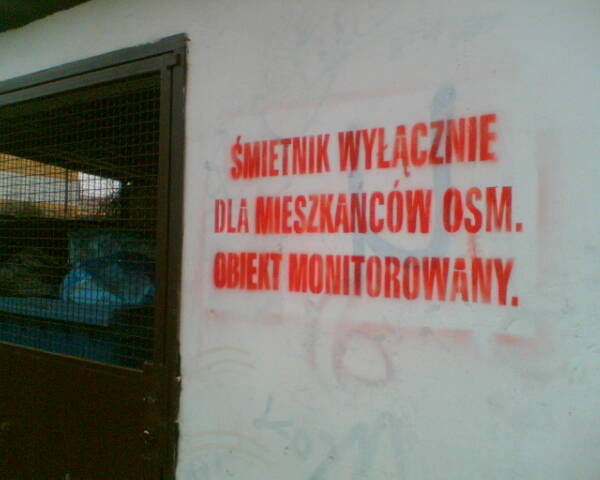 ŚMIETNIK WYŁĄCZNIE
DLA MIESZKAŃCÓW OSM.
OBIEKT MONITOROWANY.